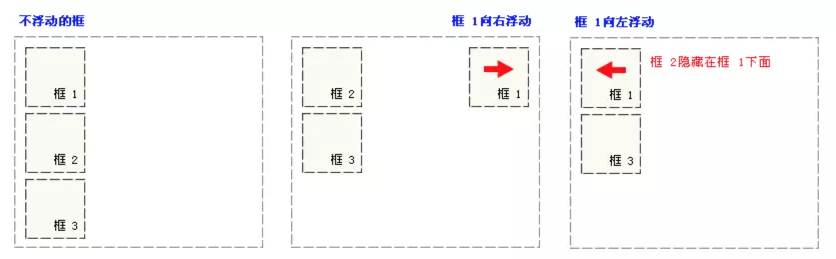 不浮动的框
框 1
框 2
框 3
框 1向右浮动
框 2
框 1
框 3
框 1向左浮动
框 1
框 2隐藏在框 1下面
框 3